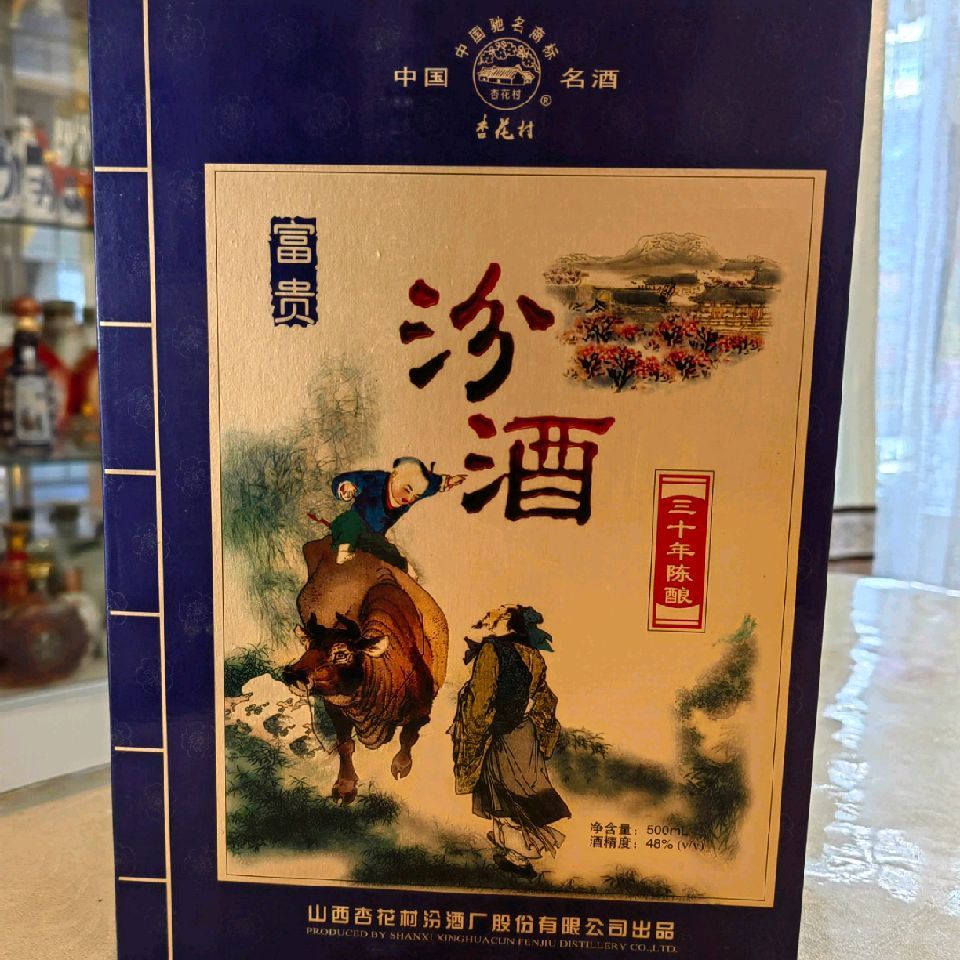 中国驰名商标
中国
名酒
杏花村
®
杏花村
富贵
汾酒
三十年陈酿
净含量：500mL
酒精度：48%(v/v)
山西杏花村汾酒厂股份有限公司出品
PRODUCED BY SHANXI XINGHUACUN FENJIU DISTILLERY CO.,LTD.